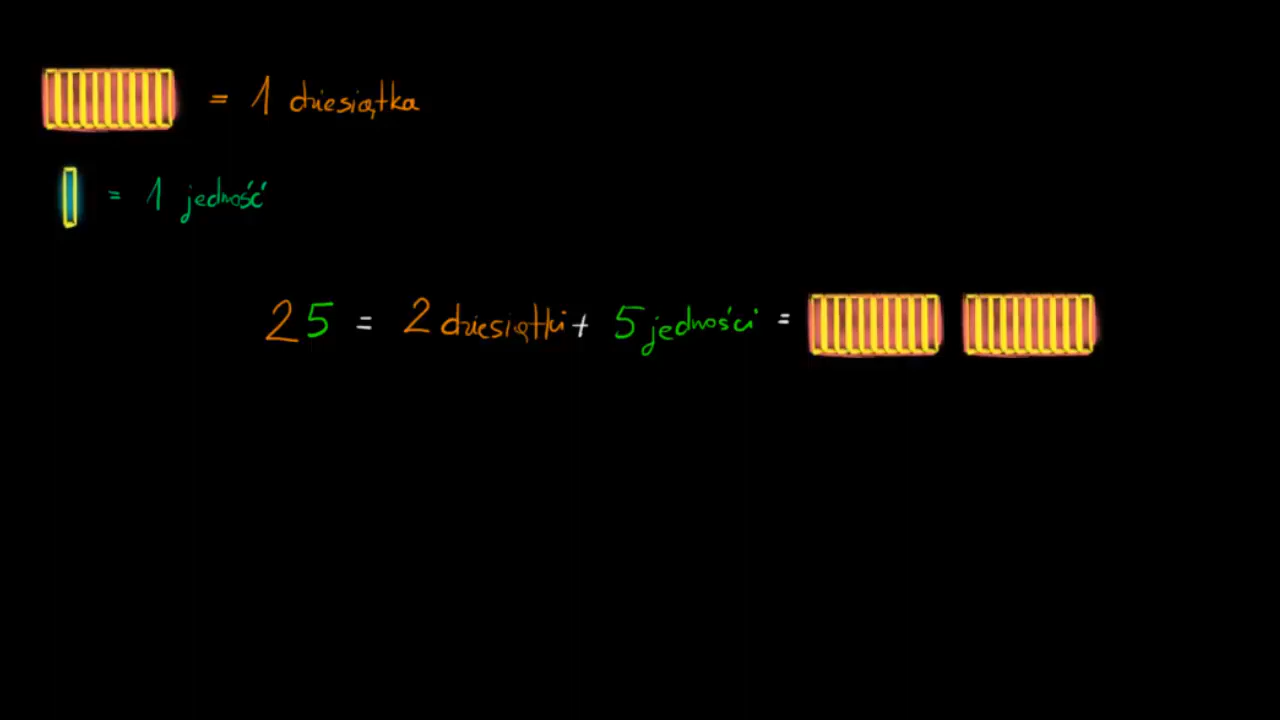 = 1 dziesiątka
= 1 jedność
25 = 2 dziesiątki + 5 jedności =